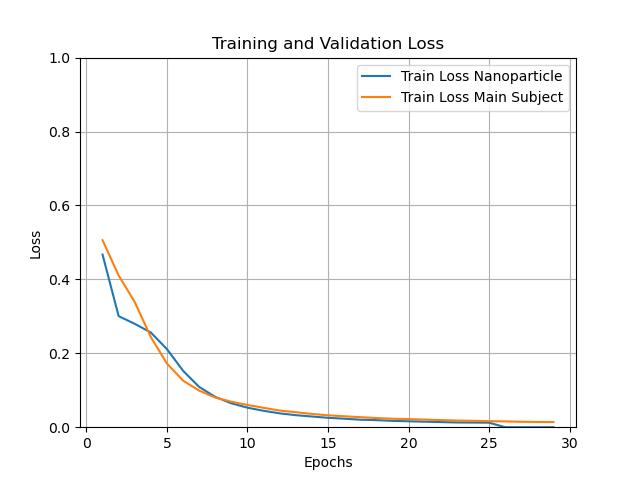 Training and Validation Loss
Train Loss Nanoparticle
Train Loss Main Subject
1.0
0.8
0.6
0.4
0.2
0.0
Loss
0 5 10 15 20 25 30
Epochs